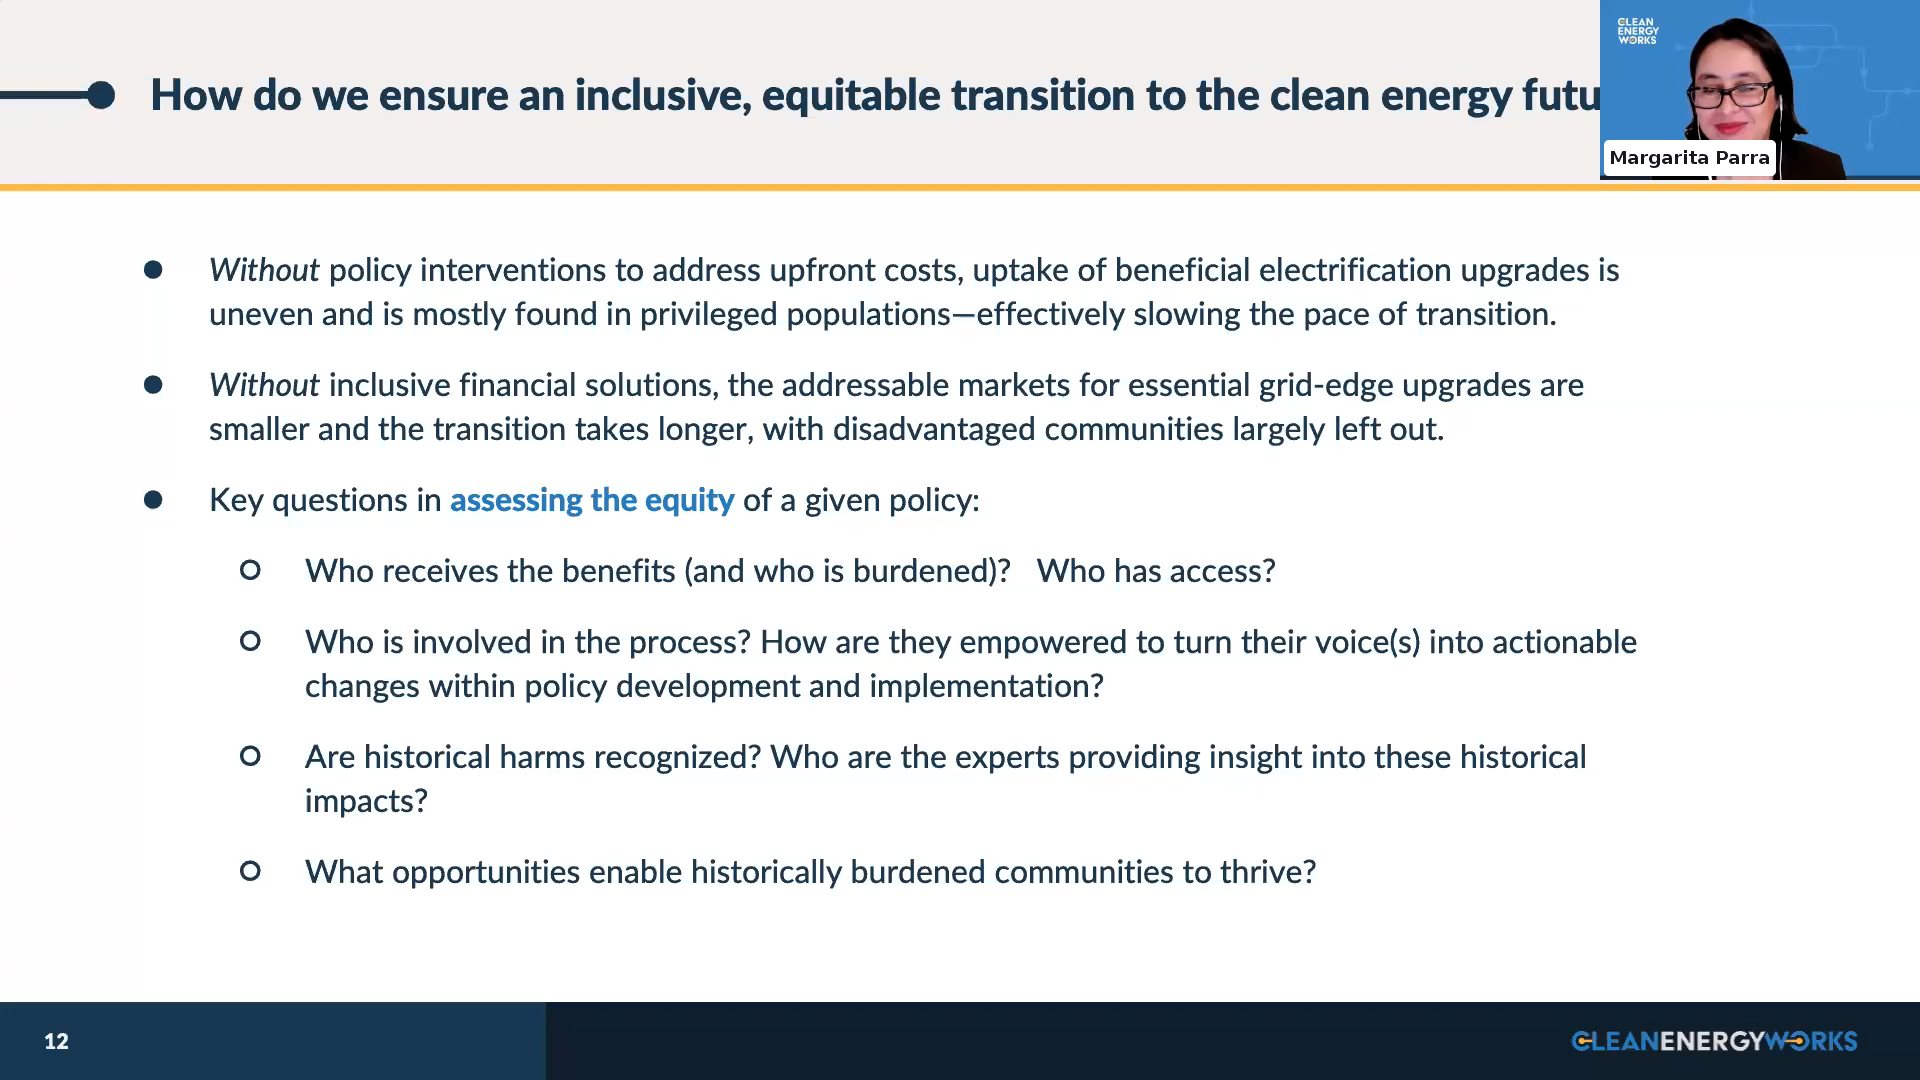 How do we ensure an inclusive, equitable transition to the clean energy futu
CLEAN
ENERGY
WORKS
Margarita Parra
● Without policy interventions to address upfront costs, uptake of beneficial electrification upgrades is
uneven and is mostly found in privileged populations—effectively slowing the pace of transition.
● Without inclusive financial solutions, the addressable markets for essential grid-edge upgrades are
smaller and the transition takes longer, with disadvantaged communities largely left out.
● Key questions in assessing the equity of a given policy:
○ Who receives the benefits (and who is burdened)? Who has access?
○ Who is involved in the process? How are they empowered to turn their voice(s) into actionable
changes within policy development and implementation?
○ Are historical harms recognized? Who are the experts providing insight into these historical
impacts?
○ What opportunities enable historically burdened communities to thrive?
12
CLEANENERGYWORKS